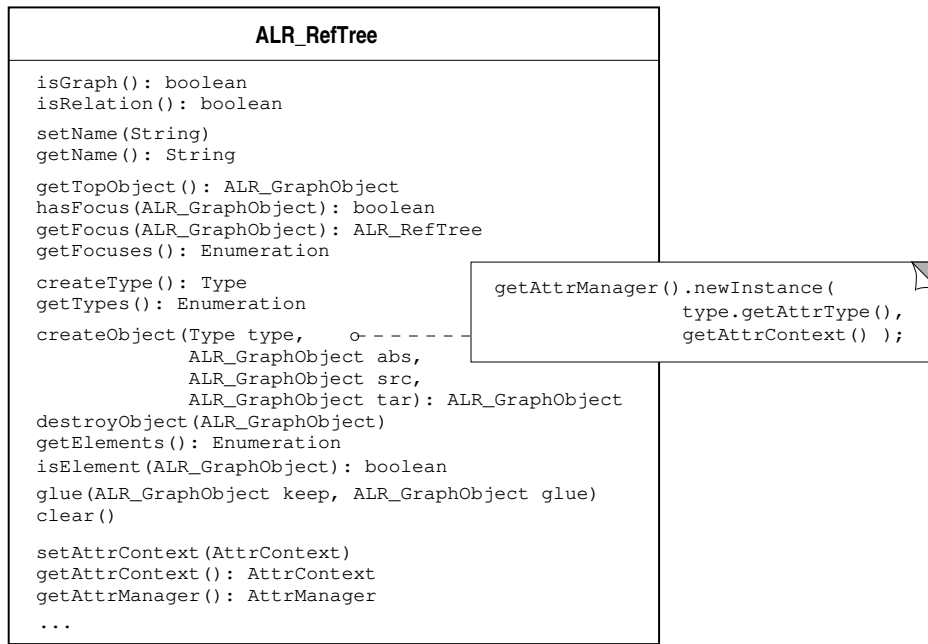 ALR_RefTree
isGraph(): boolean
isRelation(): boolean
setName(String)
getName(): String
getTopObject(): ALR_GraphObject
hasFocus(ALR_GraphObject): boolean
getFocus(ALR_GraphObject): ALR_RefTree
getFocuses(): Enumeration
createType(): Type
getTypes(): Enumeration
createObject(Type type,
ALR_GraphObject abs,
ALR_GraphObject src,
ALR_GraphObject tar): ALR_GraphObject
destroyObject(ALR_GraphObject)
getElements(): Enumeration
isElement(ALR_GraphObject): boolean
glue(ALR_GraphObject keep, ALR_GraphObject glue)
clear()
setAttrContext(AttrContext)
getAttrContext(): AttrContext
getAttrManager(): AttrManager
...
getAttrManager().newInstance(
type.getAttrType(),
getAttrContext() );